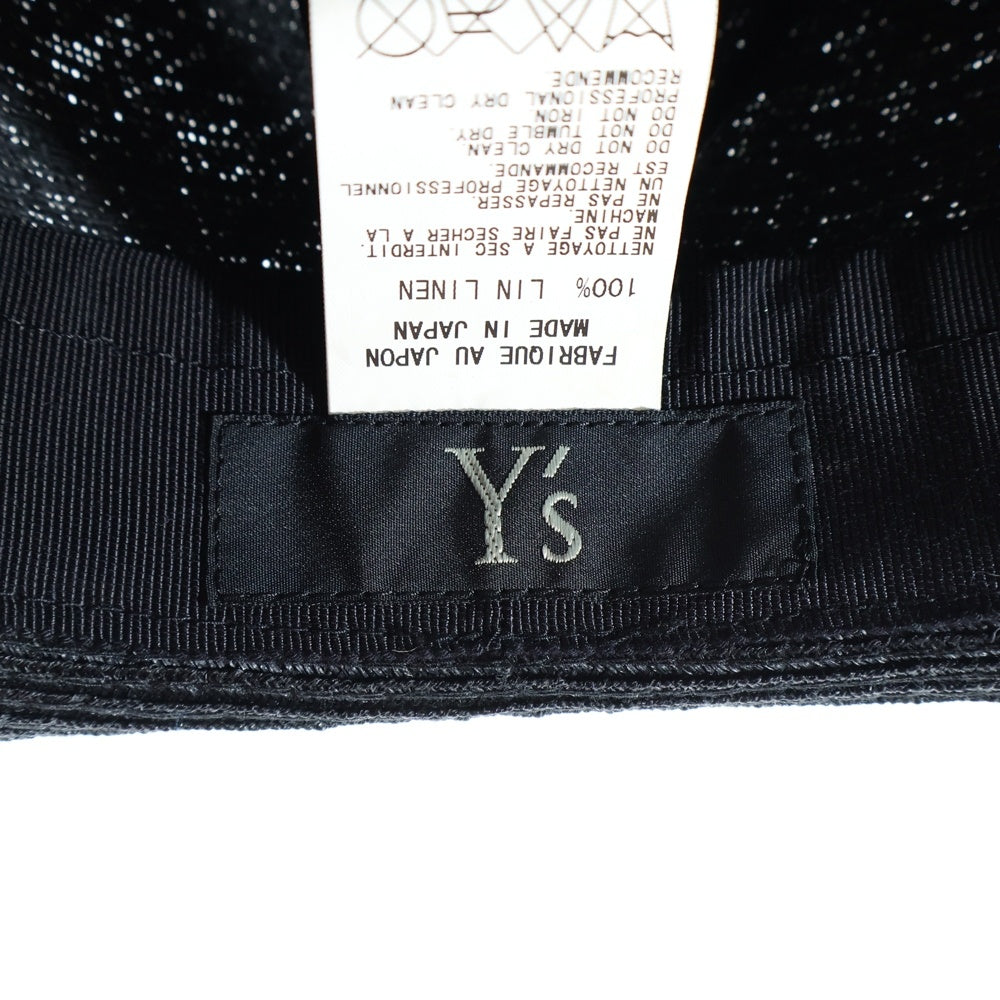 FABRIQUE AU JAPON
MADE IN JAPAN
100% LIN LINEN
NETTOYAGE A SEC INTERDIT.
NE PAS FAIRE SECHER A LA
MACHINE.
NE PAS REPASSER.
UN NETTOYAGE PROFESSIONNEL
EST RECOMMANDE.
DO NOT DRY CLEAN.
DO NOT TUMBLE DRY.
DO NOT IRON.
PROFESSIONAL DRY CLEAN
RECOMMENDE.
Y's